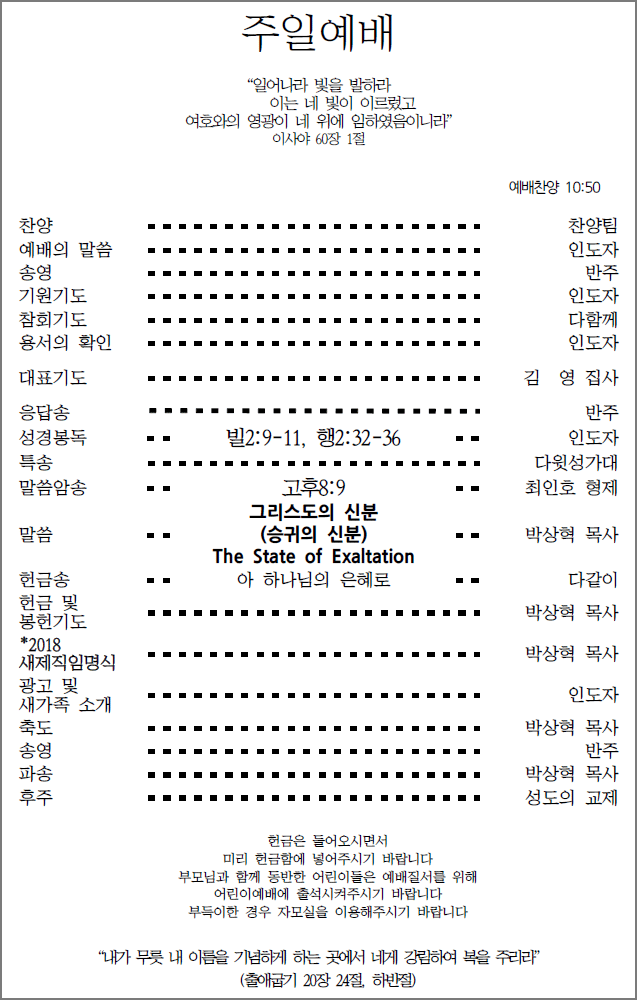 주일예배
“일어나라 빛을 발하라
이는 네 빛이 이르렀고
여호와의 영광이 네 위에 임하였음이니라”
이사야 60장 1절
예배찬양 10:50
찬양 찬양팀
예배의 말씀 인도자
송영 반주
기원기도 인도자
참회기도 다함께
용서의 확인 인도자
대표기도 김 영 집사
응답송 반주
성경봉독 빌2:9-11, 행2:32-36 인도자
특송 다윗성가대
말씀암송 고후8:9 최인호 형제
그리스도의 신분
말씀 (승귀의 신분) 박상혁 목사
The State of Exaltation
헌금송 아 하나님의 은혜로 다같이
헌금 및
봉헌기도 박상혁 목사
*2018
새제직임명식 박상혁 목사
광고 및
새가족 소개 인도자
축도 박상혁 목사
송영 반주
파송 박상혁 목사
후주 성도의 교제
헌금은 들어오시면서
미리 헌금함에 넣어주시기 바랍니다
부모님과 함께 동반한 어린이들은 예배질서를 위해
어린이예배에 출석시켜주시기 바랍니다
부득이한 경우 자모실을 이용해주시기 바랍니다
“내가 무릇 내 이름을 기념하게 하는 곳에서 네게 강림하여 복을 주리라”
(출애굽기 20장 24절, 하반절)